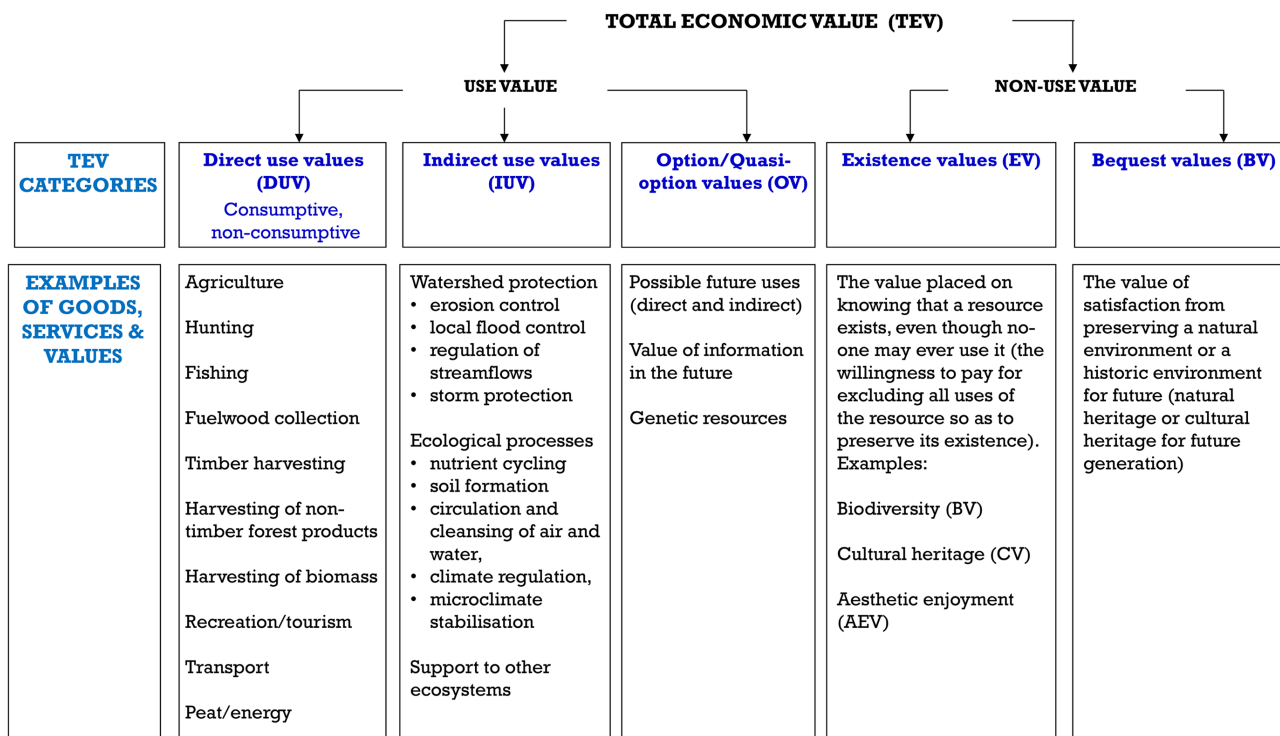 TOTAL ECONOMIC VALUE (TEV)
USE VALUE
NON-USE VALUE
TEV
CATEGORIES
Direct use values
(DUV)
Consumptive,
non-consumptive
Indirect use values
(IUV)
Option/Quasi-
option values (OV)
Existence values (EV)
Bequest values (BV)
EXAMPLES
OF GOODS,
SERVICES &
VALUES
Agriculture
Hunting
Fishing
Fuelwood collection
Timber harvesting
Harvesting of non-
timber forest products
Harvesting of biomass
Recreation/tourism
Transport
Peat/energy
Watershed protection
• erosion control
• local flood control
• regulation of
streamflows
• storm protection
Ecological processes
• nutrient cycling
• soil formation
• circulation and
cleansing of air and
water,
• climate regulation,
• microclimate
stabilisation
Support to other
ecosystems
Possible future uses
(direct and indirect)
Value of information
in the future
Genetic resources
The value placed on
knowing that a resource
exists, even though no-
one may ever use it (the
willingness to pay for
excluding all uses of
the resource so as to
preserve its existence).
Examples:
Biodiversity (BV)
Cultural heritage (CV)
Aesthetic enjoyment
(AEV)
The value of
satisfaction from
preserving a natural
environment or a
historic environment
for future (natural
heritage or cultural
heritage for future
generation)